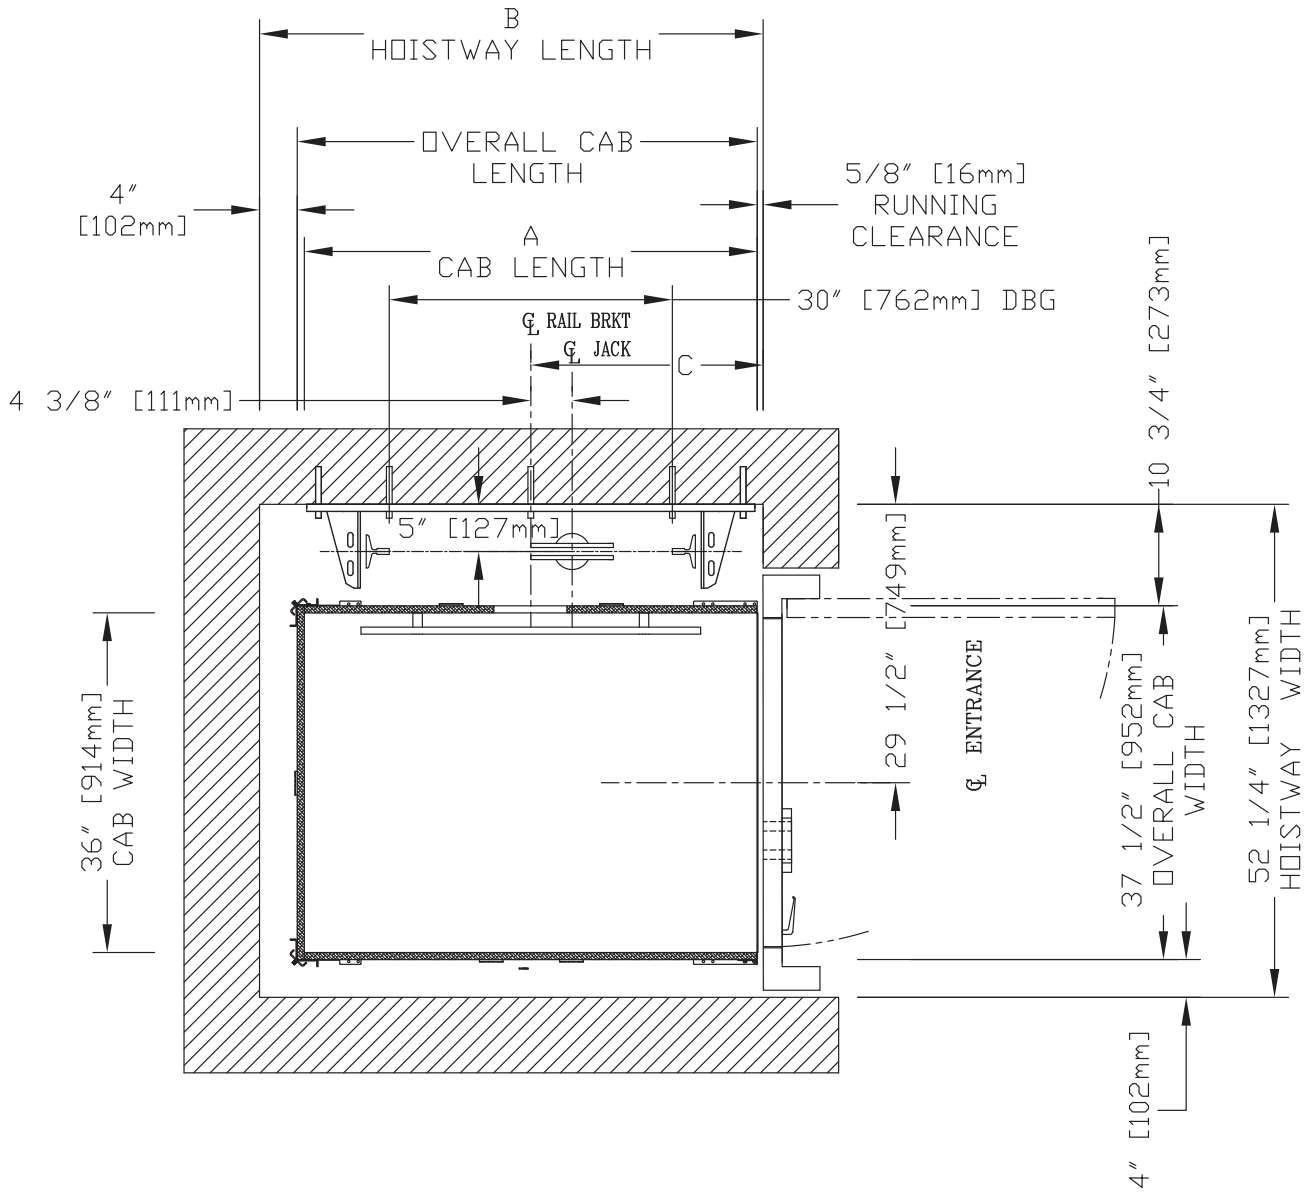 B
HOISTWAY LENGTH
OVERALL CAB
LENGTH
4"
[102mm]
5/8" [16mm]
RUNNING
CLEARANCE
A
CAB LENGTH
30" [762mm] DBG
℄ RAIL BRKT
℄ JACK
C
4 3/8" [111mm]
10 3/4" [273mm]
5" [127mm]
29 1/2" [749mm]
℄ ENTRANCE
36" [914mm]
CAB WIDTH
37 1/2" [952mm]
OVERALL CAB
WIDTH
52 1/4" [1327mm]
HOISTWAY WIDTH
4" [102mm]